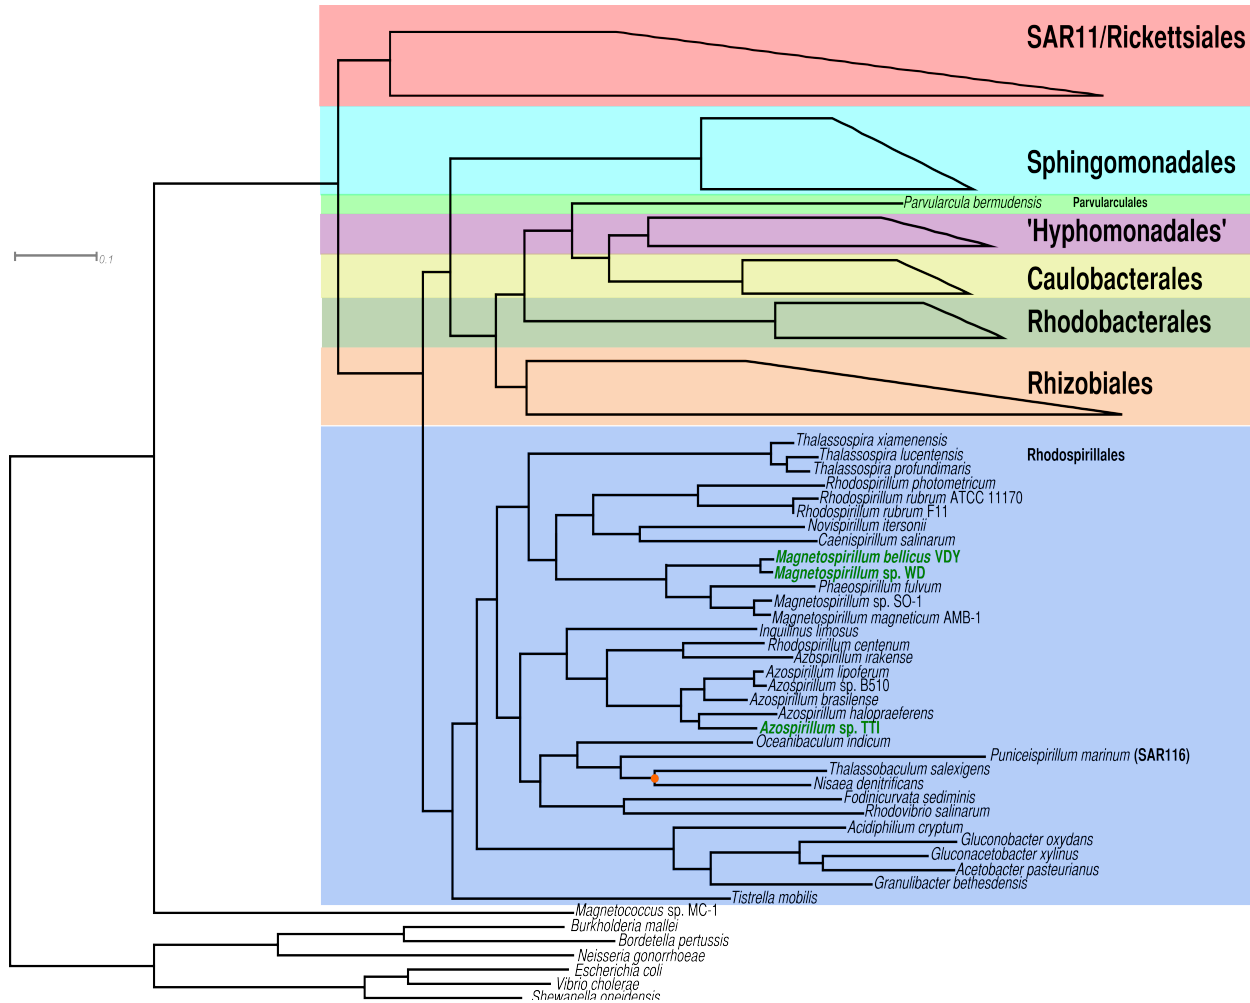 SAR11/Rickettsiales
Sphingomonadales
Parvularcula bermudensis Parvularculales
'Hyphomonadales'
0.1
Caulobacterales
Rhodobacterales
Rhizobiales
Thalassospira xiamenensis
Thalassospira lucentensis
Rhodospirillales
Thalassospira profundimaris
Rhodospirillum photometricum
Rhodospirillum rubrum ATCC 11170
Rhodospirillum rubrum F11
Novispirillum itersonii
Caenispirillum salinarum
Magnetospirillum bellicus VDY
Magnetospirillum sp. WD
Phaeospirillum fulvum
Magnetospirillum sp. SO-1
Magnetospirillum magneticum AMB-1
Inquilinus limosus
Rhodospirillum centenum
Azospirillum irakense
Azospirillum lipoferum
Azospirillum sp. B510
Azospirillum brasilense
Azospirillum halopraeferens
Azospirillum sp. TTI
Oceanibaculum indicum
Puniceispirillum marinum (SAR116)
Thalassobaculum salexigens
Nisaea denitrificans
Fodinicurvata sediminis
Rhodovibrio salinarum
Acidiphilium cryptum
Gluconobacter oxydans
Gluconacetobacter xylinus
Acetobacter pasteurianus
Granulibacter bethesdensis
Tistrella mobilis
Magnetococcus sp. MC-1
Burkholderia mallei
Bordetella pertussis
Neisseria gonorrhoeae
Escherichia coli
Vibrio cholerae
Shewanella oneidensis